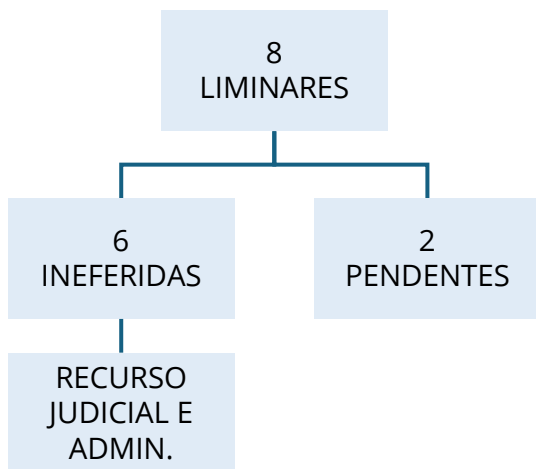 8
LIMINARES
6
INEFERIDAS
2
PENDENTES
RECURSO
JUDICIAL E
ADMIN.